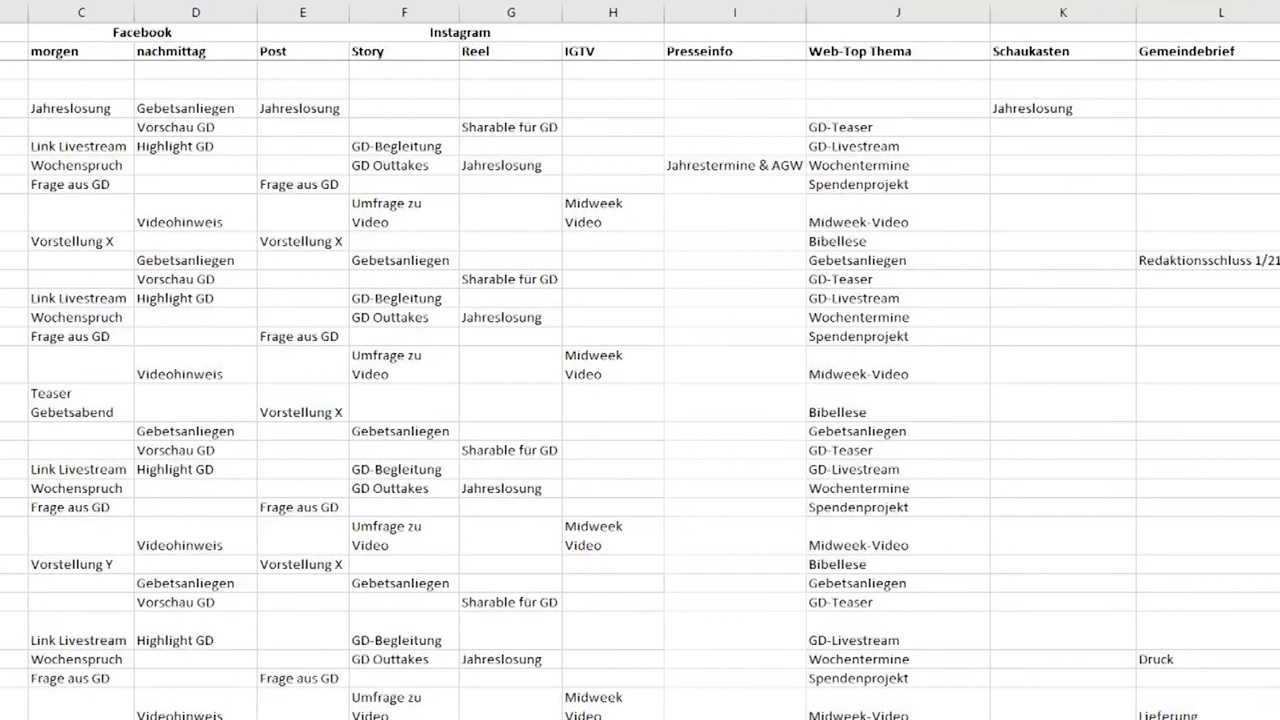 C D E F G H I J K L
Facebook Instagram
morgen nachmittag Post Story Reel IGTV Presseinfo Web-Top Thema Schaukasten Gemeindebrief
Jahreslosung Gebetsanliegen Jahreslosung Jahreslosung
Vorschau GD Sharable für GD GD-Teaser
Link Livestream Highlight GD GD-Begleitung GD-Livestream
Wochenspruch GD Outtakes Jahreslosung Jahrestermine & AGW Wochentermine
Frage aus GD Frage aus GD Spendenprojekt
Umfrage zu Midweek
Videohinweis Video Video Midweek-Video
Vorstellung X Vorstellung X Bibellese
Gebetsanliegen Gebetsanliegen Gebetsanliegen Redaktionsschluss 1/21
Vorschau GD Sharable für GD GD-Teaser
Link Livestream Highlight GD GD-Begleitung GD-Livestream
Wochenspruch GD Outtakes Jahreslosung Wochentermine
Frage aus GD Frage aus GD Spendenprojekt
Umfrage zu Midweek
Videohinweis Video Video Midweek-Video
Teaser
Gebetsabend Vorstellung X Bibellese
Gebetsanliegen Gebetsanliegen Gebetsanliegen
Vorschau GD Sharable für GD GD-Teaser
Link Livestream Highlight GD GD-Begleitung GD-Livestream
Wochenspruch GD Outtakes Jahreslosung Wochentermine
Frage aus GD Frage aus GD Spendenprojekt
Umfrage zu Midweek
Videohinweis Video Video Midweek-Video
Vorstellung Y Vorstellung X Bibellese
Gebetsanliegen Gebetsanliegen Gebetsanliegen
Vorschau GD Sharable für GD GD-Teaser
Link Livestream Highlight GD GD-Begleitung GD-Livestream
Wochenspruch GD Outtakes Jahreslosung Wochentermine Druck
Frage aus GD Frage aus GD Spendenprojekt
Umfrage zu Midweek
Videohinweis Video Video Midweek-Video Lieferung